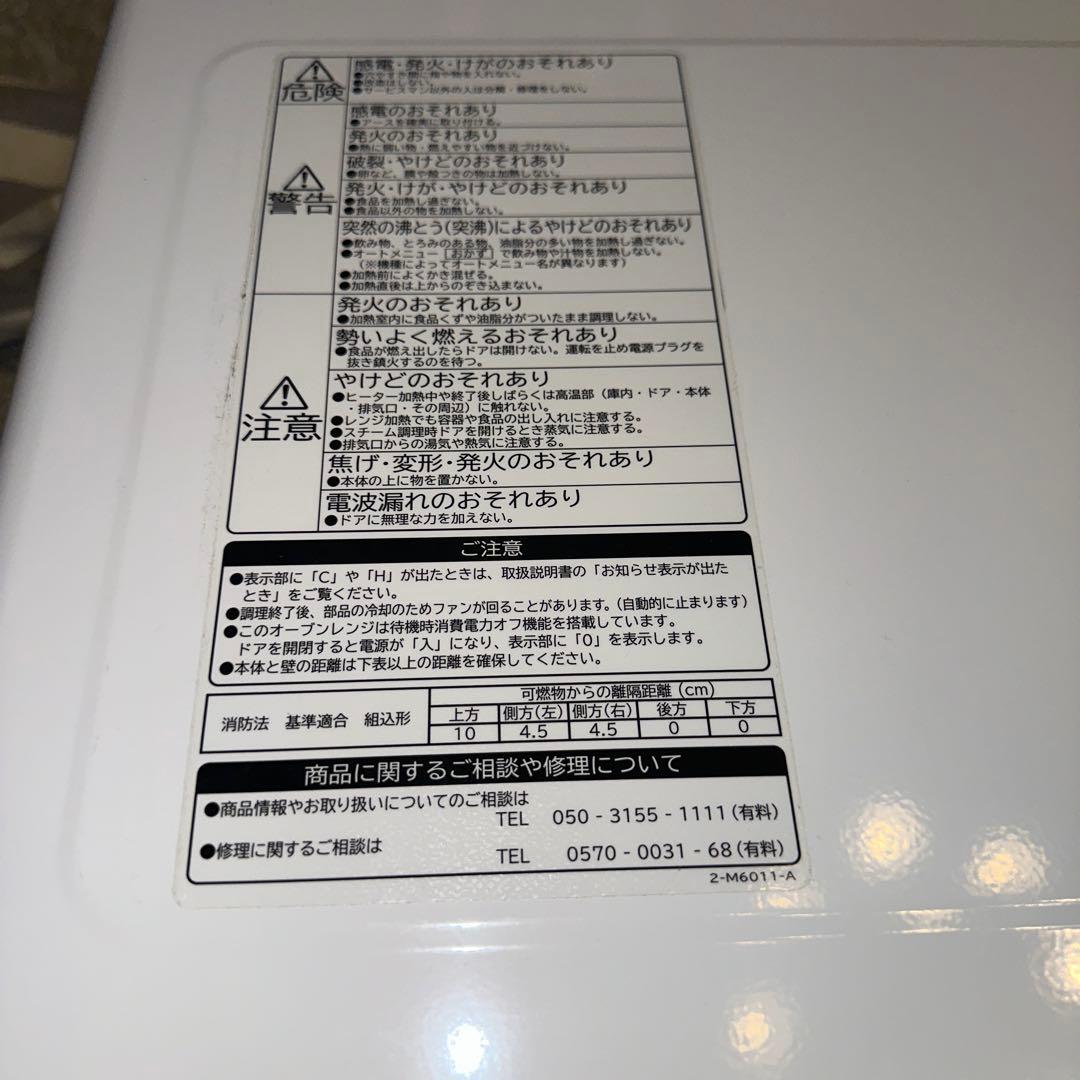 危険
感電・発火・けがのおそれあり
●穴やすき間に指や物を入れない。
●改造はしない。
●サービスマン以外の人は分解・修理をしない。
警告
感電のおそれあり
●アースを確実に取り付ける。
発火のおそれあり
●熱に弱い物・燃えやすい物を近づけない。
破裂・やけどのおそれあり
●卵など、膜や殻つきの物は加熱しない。
発火・けが・やけどのおそれあり
●食品を加熱し過ぎない。
●食品以外の物を加熱しない。
突然の沸とう(突沸)によるやけどのおそれあり
●飲み物、とろみのある物、油脂分の多い物を加熱し過ぎない。
●オートメニュー おかず で飲み物や汁物を加熱しない。
(※機種によってオートメニュー名が異なります)
●加熱前によくかき混ぜる。
●加熱直後は上からのぞき込まない。
注意
発火のおそれあり
●加熱室内に食品くずや油脂分がついたまま調理しない。
勢いよく燃えるおそれあり
●食品が燃え出したらドアは開けない。運転を止め電源プラグを
抜き鎮火するのを待つ。
やけどのおそれあり
●ヒーター加熱中や終了後しばらくは高温部（庫内・ドア・本体
・排気口・その周辺）に触れない。
●レンジ加熱でも容器や食品の出し入れに注意する。
●スチーム調理時ドアを開けるとき蒸気に注意する。
●排気口からの湯気や熱気に注意する。
焦げ・変形・発火のおそれあり
●本体の上に物を置かない。
電波漏れのおそれあり
●ドアに無理な力を加えない。
ご注意
●表示部に「C」や「H」が出たときは、取扱説明書の「お知らせ表示が出た
とき」をご覧ください。
●調理終了後、部品の冷却のためファンが回ることがあります。(自動的に止まります)
●このオーブンレンジは待機時消費電力オフ機能を搭載しています。
ドアを開閉すると電源が「入」になり、表示部に「0」を表示します。
●本体と壁の距離は下表以上の距離を確保してください。
消防法 基準適合 組込形
可燃物からの離隔距離（cm）
上方 側方(左) 側方(右) 後方 下方
10 4.5 4.5 0 0
商品に関するご相談や修理について
●商品情報やお取り扱いについてのご相談は
TEL 050-3155-1111(有料)
●修理に関するご相談は
TEL 0570-0031-68(有料)
2-M6011-A